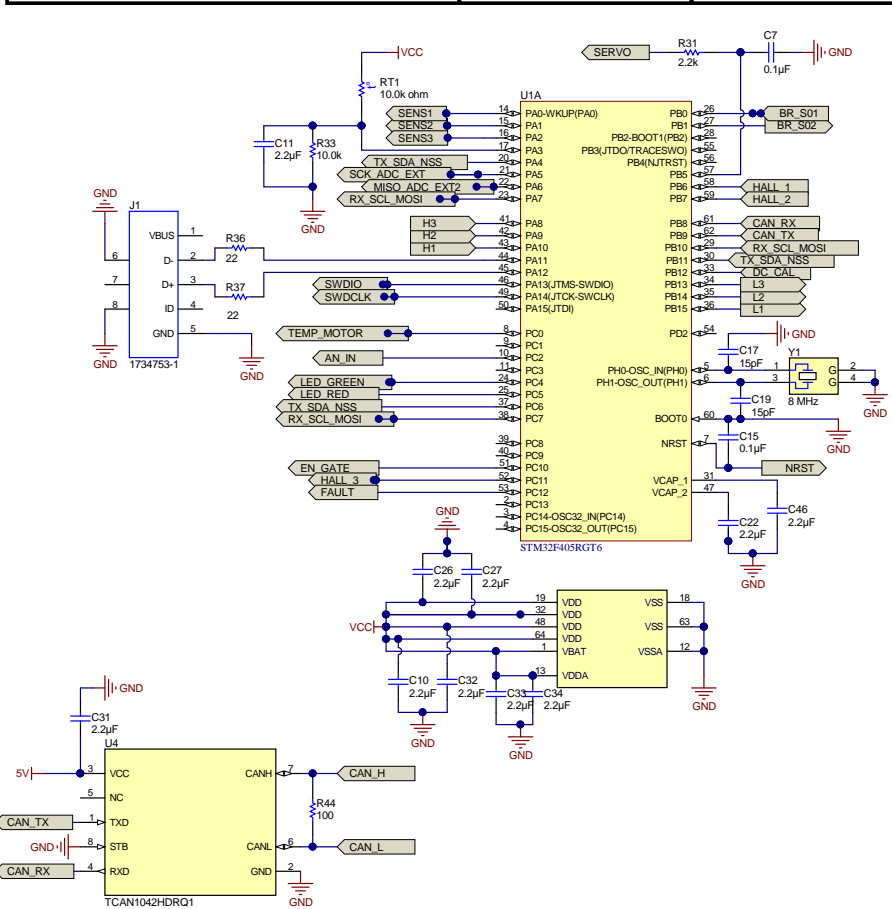 C7
R31
SERVO
GND
2.2k
0.1µF
VCC
RT1
10.0k ohm
U1A
SENS1 14 PA0-WKUP(PA0) PB0 26 BR_S01
SENS2 15 PA1 PB1 27 BR_S02
SENS3 16 PA2 PB2-BOOT1(PB2) 28
17 PA3 PB3(JTDO/TRACESWO) 55
C11
2.2µF
R33
10.0k
TX_SDA_NSS 20 PA4 PB4(NJTRST) 56
SCK_ADC_EXT 21 PA5 PB5 57
MISO_ADC_EXT2 22 PA6 PB6 58 HALL_1
RX_SCL_MOSI 23 PA7 PB7 59 HALL_2
GND
GND
J1
H3 41 PA8 PB8 61 CAN_RX
H2 42 PA9 PB9 62 CAN_TX
H1 43 PA10 PB10 29 RX_SCL_MOSI
44 PA11 PB11 30 TX_SDA_NSS
45 PA12 PB12 33 DC_CAL
SWDIO 46 PA13(JTMS-SWDIO) PB13 34 L3
SWDCLK 49 PA14(JTCK-SWCLK) PB14 35 L2
50 PA15(JTDI) PB15 36 L1
VBUS 1
6 D- 2
R36
22
7 D+ 3
R37
22
8 ID 4
GND 5
GND
GND
1734753-1
TEMP_MOTOR 8 PC0 PD2 54
9 PC1
AN_IN 10 PC2
11 PC3 PH0-OSC_IN(PH0) 5
LED_GREEN 24 PC4 PH1-OSC_OUT(PH1) 6
LED_RED 25 PC5
TX_SDA_NSS 37 PC6
RX_SCL_MOSI 38 PC7 BOOT0 60
39 PC8 NRST 7 NRST
40 PC9
EN_GATE 51 PC10 VCAP_1 31
HALL_3 52 PC11 VCAP_2 47
FAULT 53 PC12
2 PC13
3 PC14-OSC32_IN(PC14)
4 PC15-OSC32_OUT(PC15)
STM32F405RGT6
GND
C17
15pF
Y1
1 G 2
3 G 4
8 MHz
GND
C19
15pF
GND
C15
0.1µF
C46
2.2µF
C22
2.2µF
GND
GND
C26
2.2µF
C27
2.2µF
VCC
19 VDD VSS 18
32 VDD
48 VDD VSS 63
64 VDD
1 VBAT VSSA 12
13 VDDA
C10
2.2µF
C32
2.2µF
C33
2.2µF
C34
2.2µF
GND
GND
GND
GND
C31
2.2µF
U4
5V 3 VCC CANH 7 CAN_H
5 NC
R44
100
CAN_TX 1 TXD
GND 8 STB CANL 6 CAN_L
CAN_RX 4 RXD GND 2
GND
TCAN1042HDRQ1